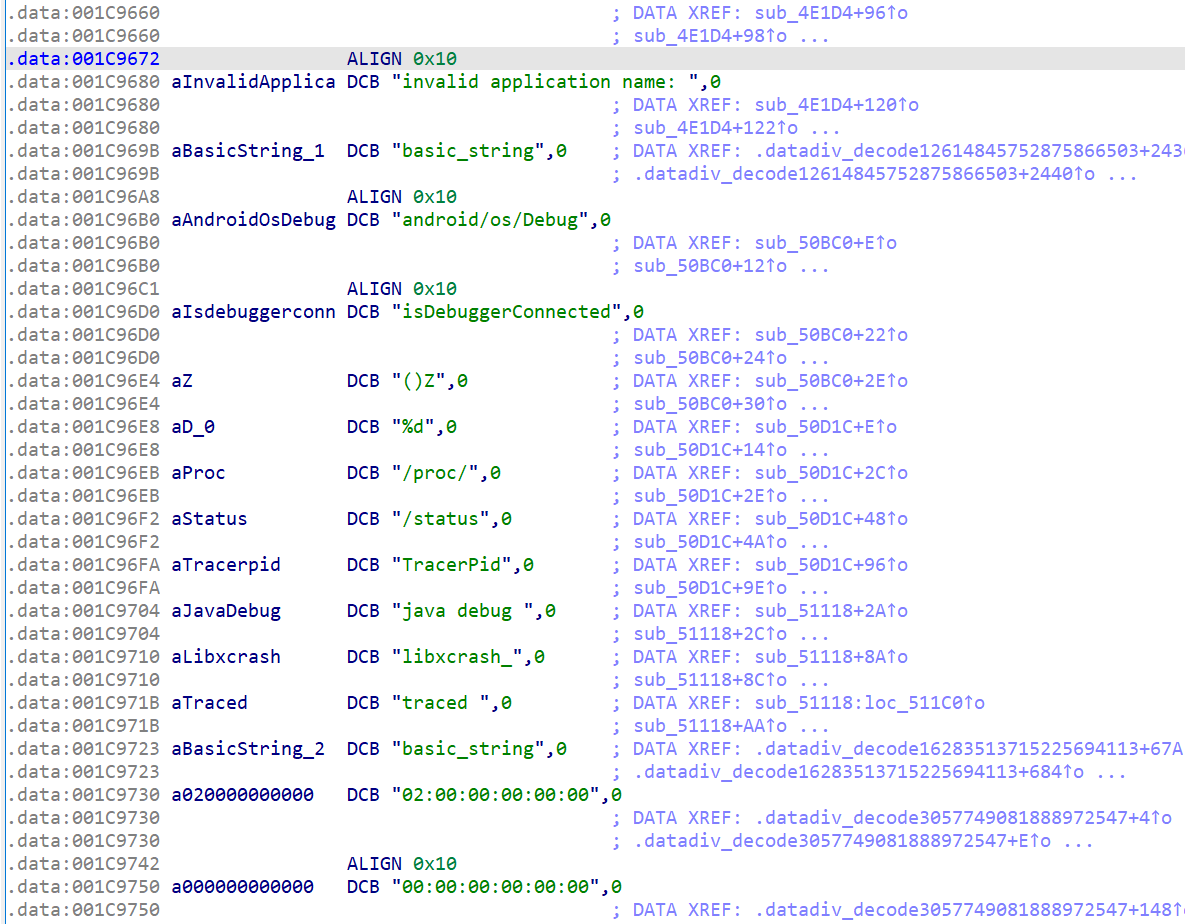 .data:001C9660 ; DATA XREF: sub_4E1D4+96↑o
.data:001C9660 ; sub_4E1D4+98↑o ...
.data:001C9672 ALIGN 0x10
.data:001C9680 aInvalidApplica DCB "invalid application name: ",0
.data:001C9680 ; DATA XREF: sub_4E1D4+120↑o
.data:001C9680 ; sub_4E1D4+122↑o ...
.data:001C969B aBasicString_1 DCB "basic_string",0 ; DATA XREF: .datadiv_decode12614845752875866503+243
.data:001C969B ; .datadiv_decode12614845752875866503+2440↑o ...
.data:001C96A8 ALIGN 0x10
.data:001C96B0 aAndroidOsDebug DCB "android/os/Debug",0
.data:001C96B0 ; DATA XREF: sub_50BC0+E↑o
.data:001C96B0 ; sub_50BC0+12↑o ...
.data:001C96C1 ALIGN 0x10
.data:001C96D0 aIsdebuggerconn DCB "isDebuggerConnected",0
.data:001C96D0 ; DATA XREF: sub_50BC0+22↑o
.data:001C96D0 ; sub_50BC0+24↑o ...
.data:001C96E4 aZ DCB "()Z",0 ; DATA XREF: sub_50BC0+2E↑o
.data:001C96E4 ; sub_50BC0+30↑o ...
.data:001C96E8 aD_0 DCB "%d",0 ; DATA XREF: sub_50D1C+E↑o
.data:001C96E8 ; sub_50D1C+14↑o ...
.data:001C96EB aProc DCB "/proc/",0 ; DATA XREF: sub_50D1C+2C↑o
.data:001C96EB ; sub_50D1C+2E↑o ...
.data:001C96F2 aStatus DCB "/status",0 ; DATA XREF: sub_50D1C+48↑o
.data:001C96F2 ; sub_50D1C+4A↑o ...
.data:001C96FA aTracerpid DCB "TracerPid",0 ; DATA XREF: sub_50D1C+96↑o
.data:001C96FA ; sub_50D1C+9E↑o ...
.data:001C9704 aJavaDebug DCB "java debug ",0 ; DATA XREF: sub_51118+2A↑o
.data:001C9704 ; sub_51118+2C↑o ...
.data:001C9710 aLibxcrash DCB "libxcrash_",0 ; DATA XREF: sub_51118+8A↑o
.data:001C9710 ; sub_51118+8C↑o ...
.data:001C971B aTraced DCB "traced ",0 ; DATA XREF: sub_51118:loc_511C0↑o
.data:001C971B ; sub_51118+AA↑o ...
.data:001C9723 aBasicString_2 DCB "basic_string",0 ; DATA XREF: .datadiv_decode16283513715225694113+67A
.data:001C9723 ; .datadiv_decode16283513715225694113+684↑o ...
.data:001C9730 a020000000000 DCB "02:00:00:00:00:00",0
.data:001C9730 ; DATA XREF: .datadiv_decode3057749081888972547+4↑o
.data:001C9730 ; .datadiv_decode3057749081888972547+E↑o ...
.data:001C9742 ALIGN 0x10
.data:001C9750 a000000000000 DCB "00:00:00:00:00:00",0
.data:001C9750 ; DATA XREF: .datadiv_decode3057749081888972547+148↑